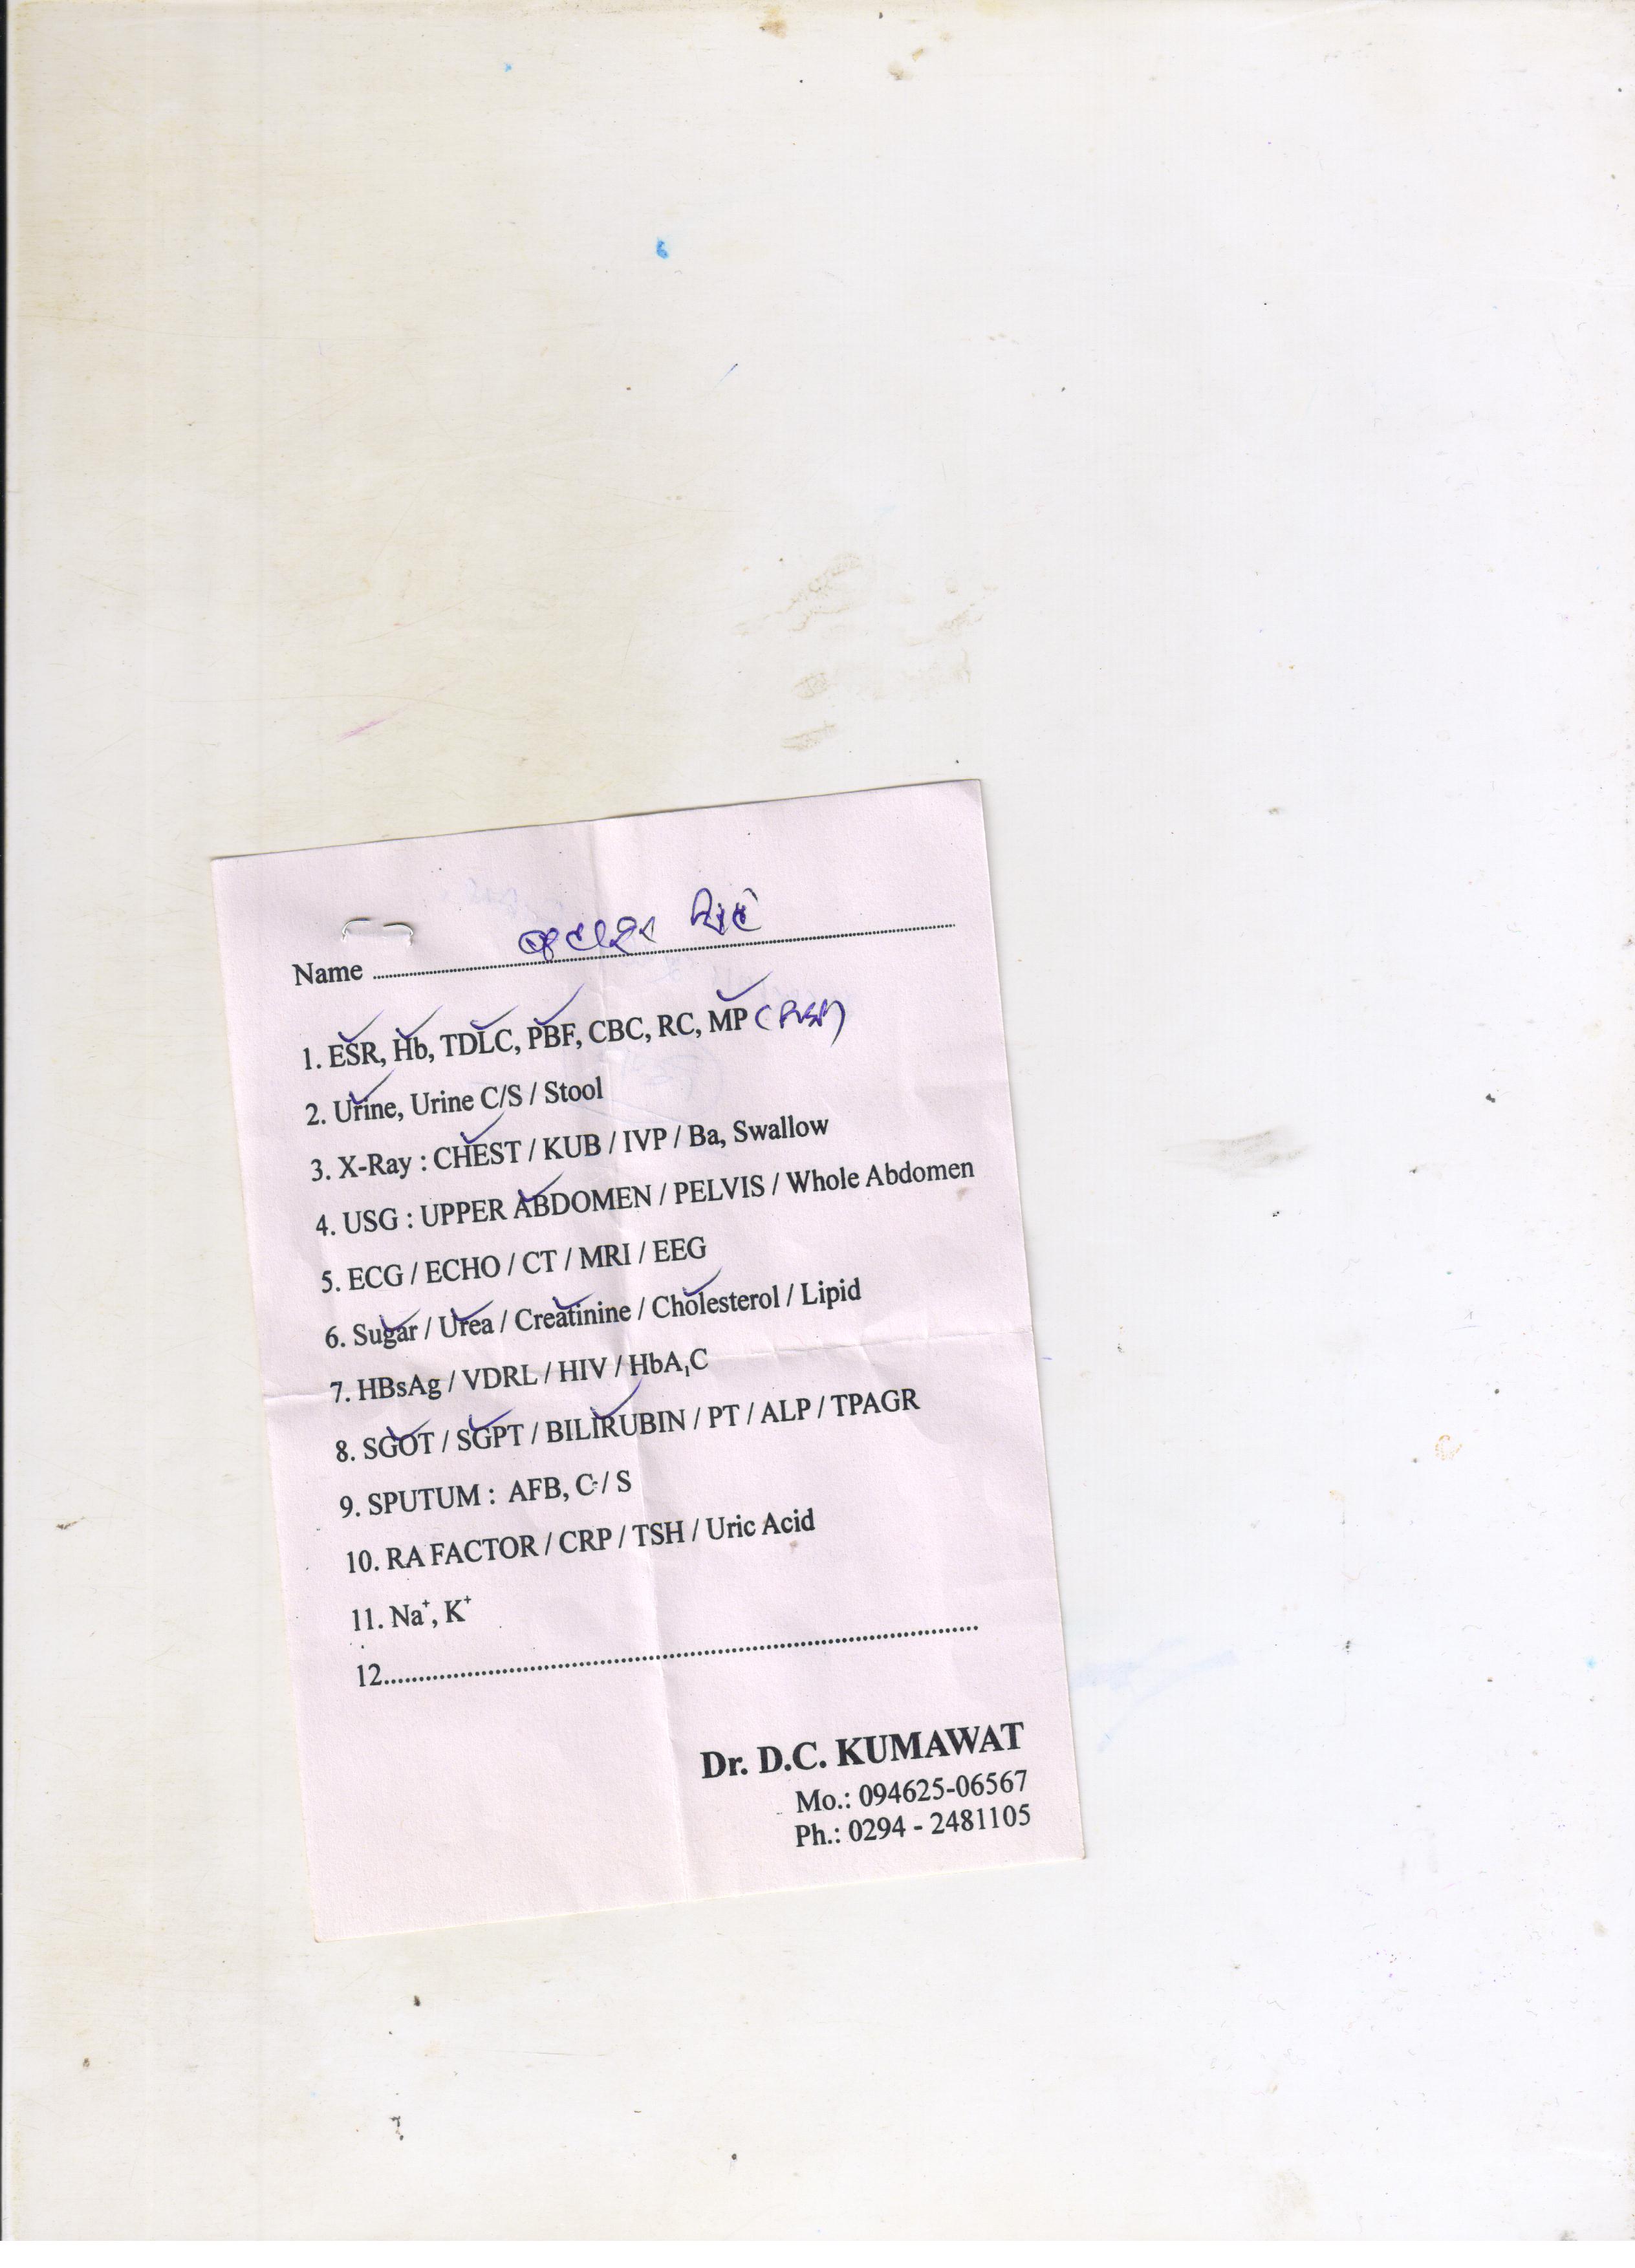 Name
1. ESR, Hb, TDLC, PBF, CBC, RC, MP
2. Urine, Urine C/S / Stool
3. X-Ray : CHEST / KUB / IVP / Ba, Swallow
4. USG : UPPER ABDOMEN / PELVIS / Whole Abdomen
5. ECG / ECHO / CT / MRI / EEG
6. Sugar / Urea / Creatinine / Cholesterol / Lipid
7. HBsAg / VDRL / HIV / HbA₁C
8. SGOT / SGPT / BILIRUBIN / PT / ALP / TPAGR
9. SPUTUM : AFB, C / S
10. RA FACTOR / CRP / TSH / Uric Acid
11. Na⁺, K⁺
12.
Dr. D.C. KUMAWAT
Mo.: 094625-06567
Ph.: 0294 - 2481105